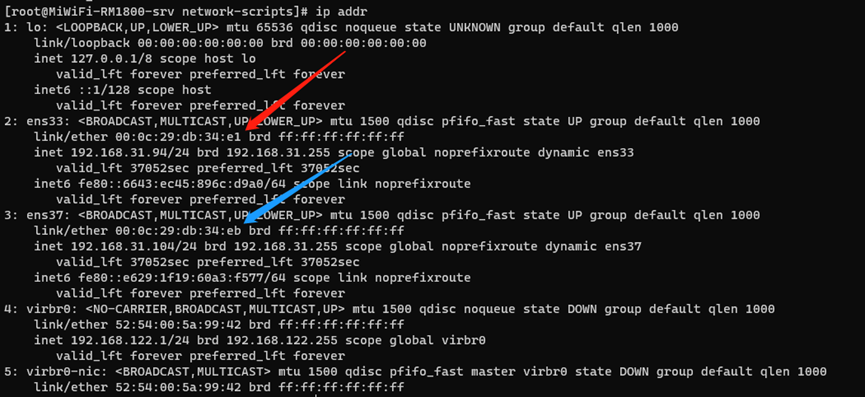 [root@MiWiFi-RM1800-srv network-scripts]# ip addr
1: lo: <LOOPBACK,UP,LOWER_UP> mtu 65536 qdisc noqueue state UNKNOWN group default qlen 1000
link/loopback 00:00:00:00:00:00 brd 00:00:00:00:00:00
inet 127.0.0.1/8 scope host lo
valid_lft forever preferred_lft forever
inet6 ::1/128 scope host
valid_lft forever preferred_lft forever
2: ens33: <BROADCAST,MULTICAST,UP,LOWER_UP> mtu 1500 qdisc pfifo_fast state UP group default qlen 1000
link/ether 00:0c:29:db:34:e1 brd ff:ff:ff:ff:ff:ff
inet 192.168.31.94/24 brd 192.168.31.255 scope global noprefixroute dynamic ens33
valid_lft 37052sec preferred_lft 37052sec
inet6 fe80::6643:ec45:896c:d9a0/64 scope link noprefixroute
valid_lft forever preferred_lft forever
3: ens37: <BROADCAST,MULTICAST,UP,LOWER_UP> mtu 1500 qdisc pfifo_fast state UP group default qlen 1000
link/ether 00:0c:29:db:34:eb brd ff:ff:ff:ff:ff:ff
inet 192.168.31.104/24 brd 192.168.31.255 scope global noprefixroute dynamic ens37
valid_lft 37052sec preferred_lft 37052sec
inet6 fe80::e629:1f19:60a3:f577/64 scope link noprefixroute
valid_lft forever preferred_lft forever
4: virbr0: <NO-CARRIER,BROADCAST,MULTICAST,UP> mtu 1500 qdisc noqueue state DOWN group default qlen 1000
link/ether 52:54:00:5a:99:42 brd ff:ff:ff:ff:ff:ff
inet 192.168.122.1/24 brd 192.168.122.255 scope global virbr0
valid_lft forever preferred_lft forever
5: virbr0-nic: <BROADCAST,MULTICAST> mtu 1500 qdisc pfifo_fast master virbr0 state DOWN group default qlen 1000
link/ether 52:54:00:5a:99:42 brd ff:ff:ff:ff:ff:ff